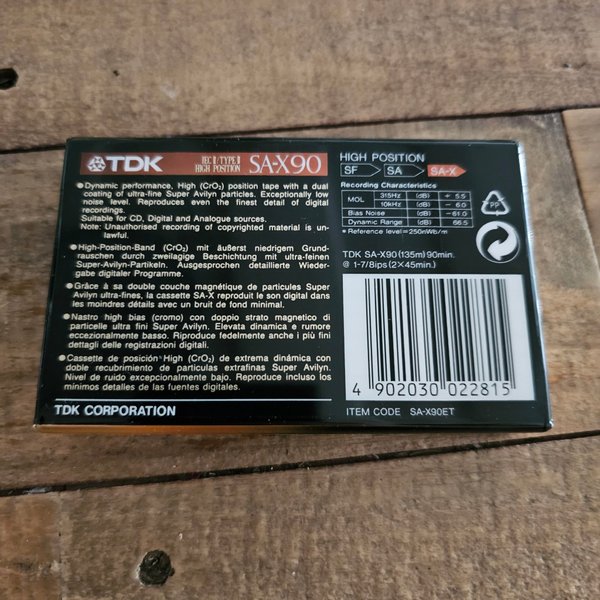 TDK IEC II/TYPE II HIGH POSITION SA-X90
●Dynamic performance, High (CrO₂) position tape with a dual
coating of ultra-fine Super Avilyn particles. Exceptionally low
noise level. Reproduces even the finest detail of digital
recordings.
Suitable for CD, Digital and Analogue sources.
Note: Unauthorised recording of copyrighted material is un-
lawful.
●High-Position-Band (CrO₂) mit äußerst niedrigem Grund-
rauschen durch zweilagige Beschichtung mit ultra-feinen
Super-Avilyn-Partikeln. Ausgesprochen detaillierte Wieder-
gabe digitaler Programme.
●Grâce à sa double couche magnétique de particules Super
Avilyn ultra-fines, la cassette SA-X reproduit le son digital dans
les moindres détails avec un bruit de fond minimal.
●Nastro high bias (cromo) con doppio strato magnetico di
particelle ultra fini Super Avilyn. Elevata dinamica e rumore
eccezionalmente basso. Riproduce fedelmente anche i più fini
dettagli delle registrazioni digitali.
●Cassette de posición High (CrO₂) de extrema dinámica con
doble recubrimiento de particulas extrafinas Super Avilyn.
Nivel de ruido excepcionalmente bajo. Reproduce incluso los
mínimos detalles de las fuentes digitales.
TDK CORPORATION
HIGH POSITION
SF SA SA-X
Recording Characteristics
MOL 315Hz (dB) + 5.5
10kHz (dB) - 6.0
Bias Noise (dB) -61.0
Dynamic Range (dB) 66.5
● Reference level=250nWb/m
PP
TDK SA-X90(135m)90min.
@ 1-7/8ips(2×45min.)
4 902030 022815
ITEM CODE SA-X90ET